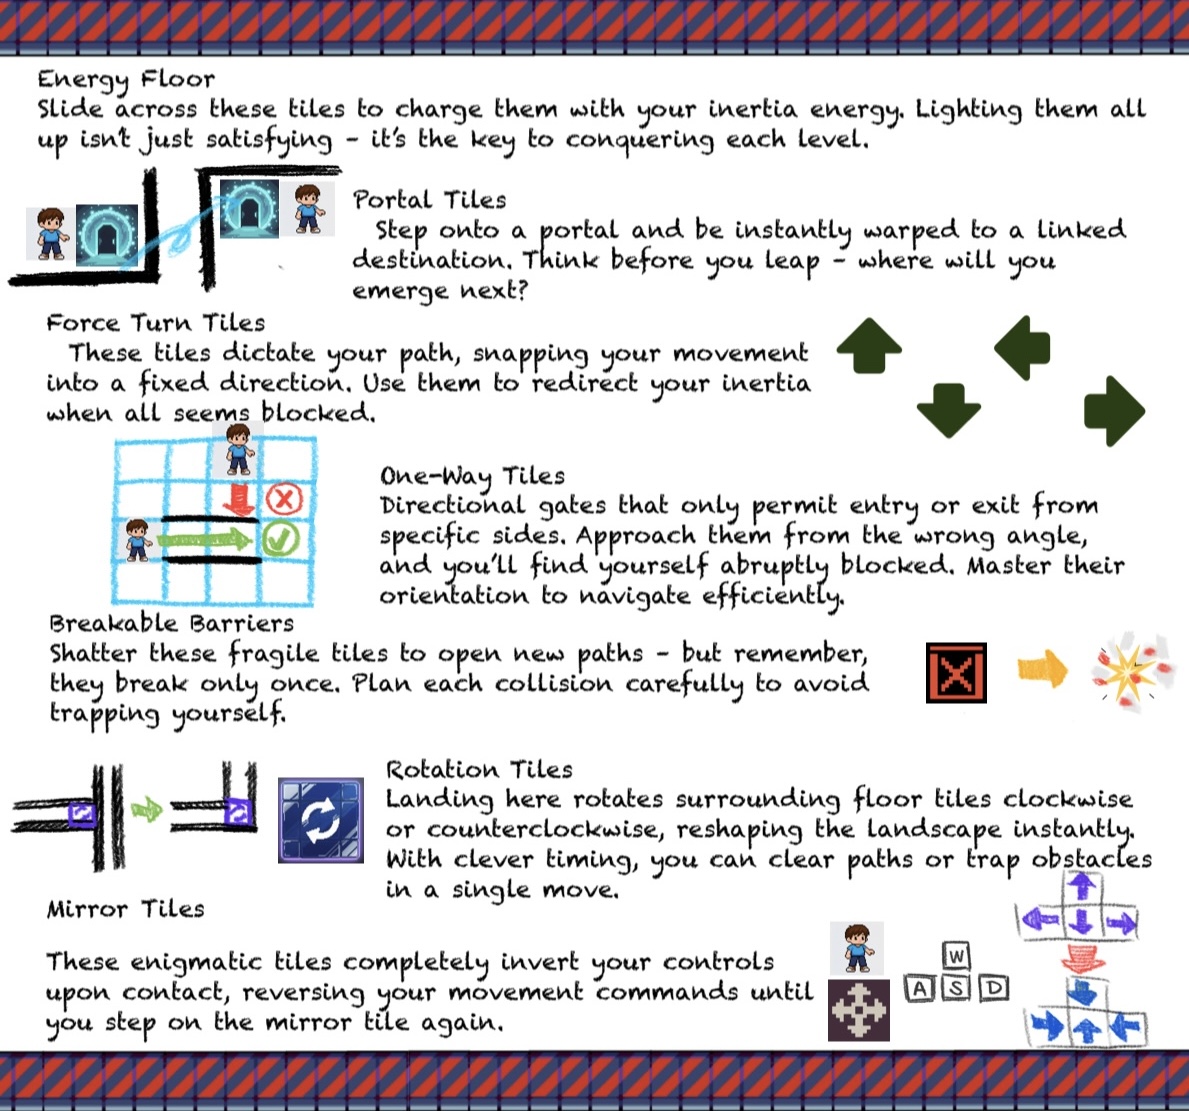 Energy Floor
Slide across these tiles to charge them with your inertia energy. Lighting them all
up isn't just satisfying - it's the key to conquering each level.
Portal Tiles
Step onto a portal and be instantly warped to a linked
destination. Think before you leap - where will you
emerge next?
Force Turn Tiles
These tiles dictate your path, snapping your movement
into a fixed direction. Use them to redirect your inertia
when all seems blocked.
One-Way Tiles
Directional gates that only permit entry or exit from
specific sides. Approach them from the wrong angle,
and you'll find yourself abruptly blocked. Master their
orientation to navigate efficiently.
Breakable Barriers
Shatter these fragile tiles to open new paths - but remember,
they break only once. Plan each collision carefully to avoid
trapping yourself.
Rotation Tiles
Landing here rotates surrounding floor tiles clockwise
or counterclockwise, reshaping the landscape instantly.
With clever timing, you can clear paths or trap obstacles
in a single move.
Mirror Tiles
These enigmatic tiles completely invert your controls
upon contact, reversing your movement commands until
you step on the mirror tile again.
W
A S D